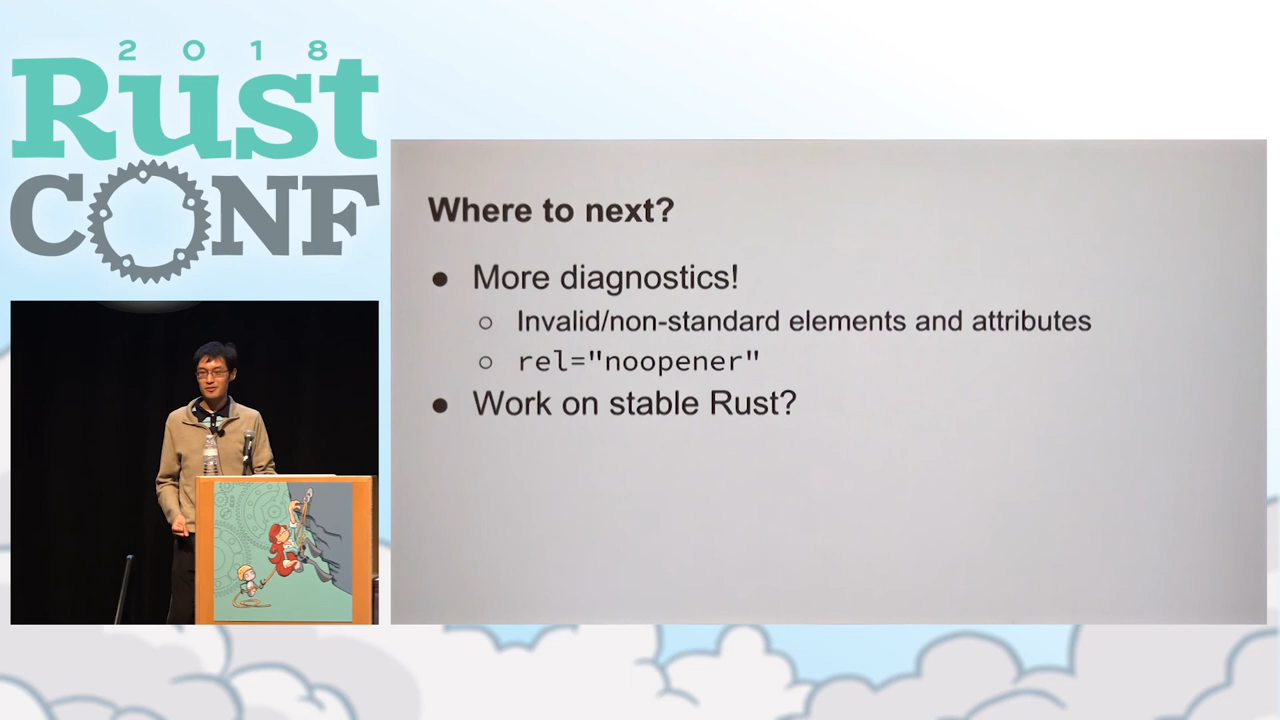 2018
Rust
CONF
Where to next?
● More diagnostics!
○ Invalid/non-standard elements and attributes
○ rel="noopener"
● Work on stable Rust?